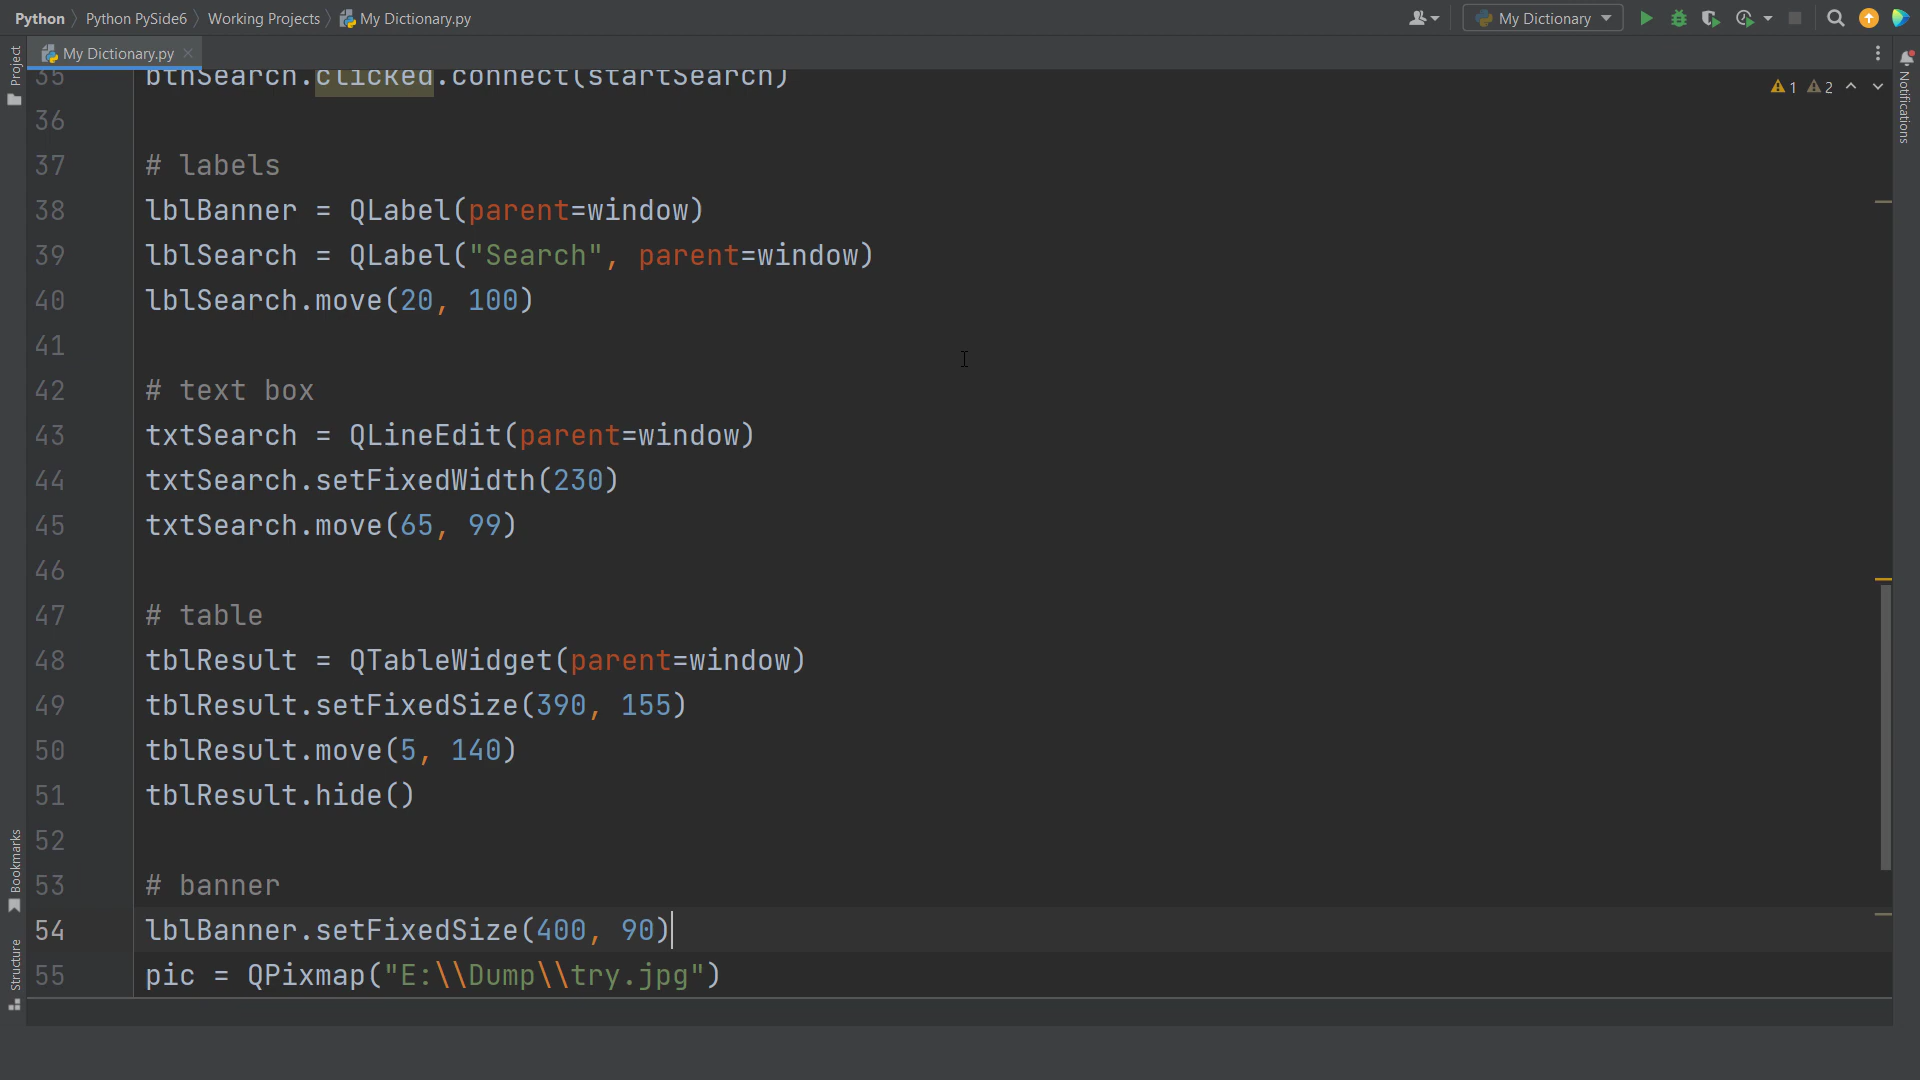 Python
Python PySide6
Working Projects
My Dictionary.py
My Dictionary
My Dictionary.py
Project
Notifications
1
2
35 btnSearch.clicked.connect(startSearch)
36
37 # labels
38 lblBanner = QLabel(parent=window)
39 lblSearch = QLabel("Search", parent=window)
40 lblSearch.move(20, 100)
41
42 # text box
43 txtSearch = QLineEdit(parent=window)
44 txtSearch.setFixedWidth(230)
45 txtSearch.move(65, 99)
46
47 # table
48 tblResult = QTableWidget(parent=window)
49 tblResult.setFixedSize(390, 155)
50 tblResult.move(5, 140)
51 tblResult.hide()
52
53 # banner
54 lblBanner.setFixedSize(400, 90)
55 pic = QPixmap("E:\\Dump\\try.jpg")
Bookmarks
Structure